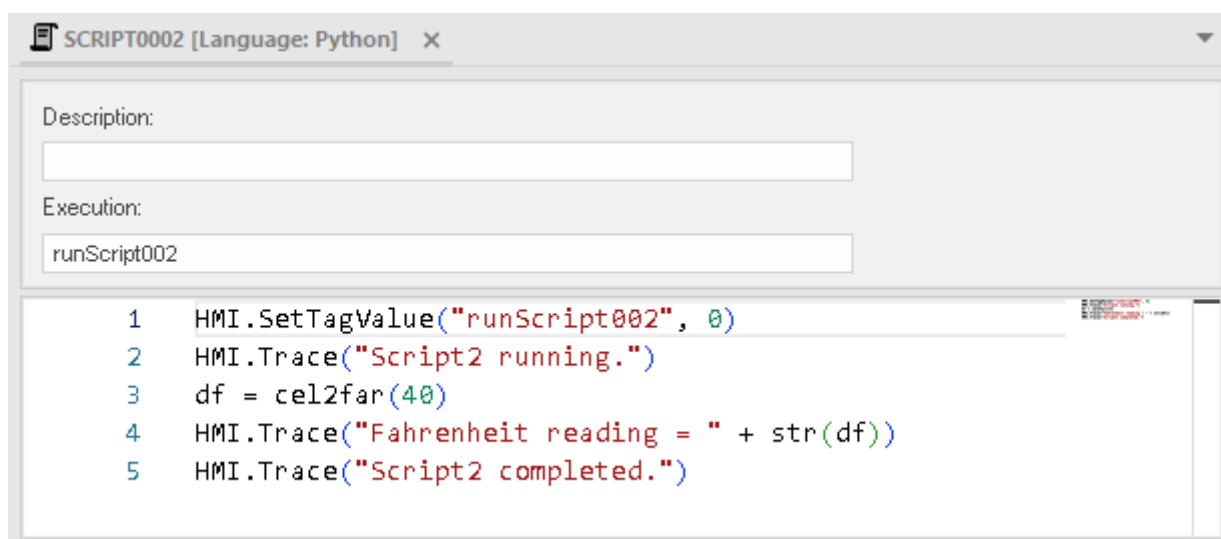 SCRIPT0002 [Language: Python]
Description:
Execution:
runScript002
1 HMI.SetTagValue("runScript002", 0)
2 HMI.Trace("Script2 running.")
3 df = cel2far(40)
4 HMI.Trace("Fahrenheit reading = " + str(df))
5 HMI.Trace("Script2 completed.")